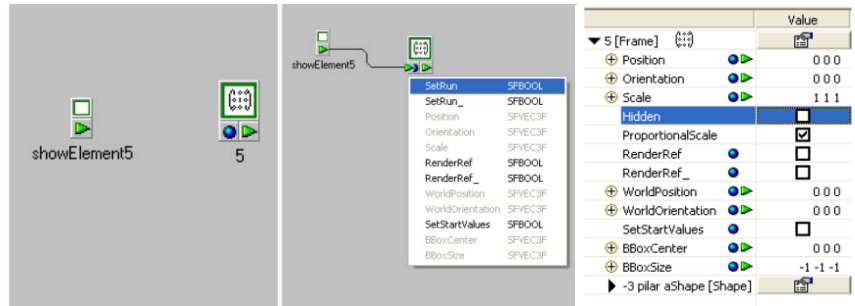 showElement5
5
showElement5
SetRun SFBOOL
SetRun_ SFBOOL
Position SFVEC3F
Orientation SFVEC3F
Scale SFVEC3F
RenderRef SFBOOL
RenderRef_ SFBOOL
WorldPosition SFVEC3F
WorldOrientation SFVEC3F
SetStartValues SFBOOL
BBoxCenter SFVEC3F
BBoxSize SFVEC3F
Value
5 [Frame]
Position 0 0 0
Orientation 0 0 0
Scale 1 1 1
Hidden
ProportionalScale
RenderRef
RenderRef_
WorldPosition 0 0 0
WorldOrientation 0 0 0
SetStartValues
BBoxCenter 0 0 0
BBoxSize -1 -1 -1
-3 pilar aShape [Shape]